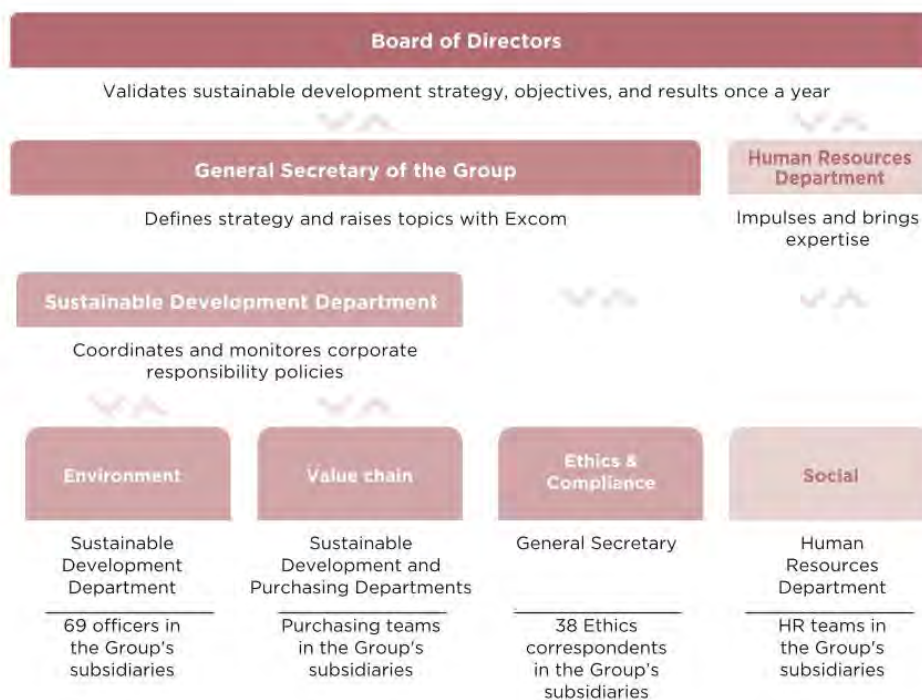 Board of Directors
Validates sustainable development strategy, objectives, and results once a year
General Secretary of the Group
Defines strategy and raises topics with Excom
Human Resources
Department
Impulses and brings
expertise
Sustainable Development Department
Coordinates and monitores corporate
responsibility policies
Environment
Sustainable
Development
Department
69 officers in
the Group's
subsidiaries
Value chain
Sustainable
Development and
Purchasing Departments
Purchasing teams
in the Group's
subsidiaries
Ethics &
Compliance
General Secretary
38 Ethics
correspondents
in the Group's
subsidiaries
Social
Human
Resources
Department
HR teams in
the Group's
subsidiaries